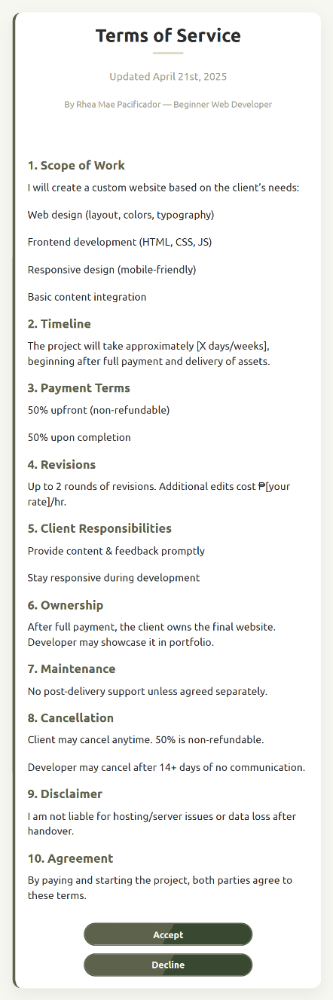 Terms of Service
Updated April 21st, 2025
By Rhea Mae Pacificador — Beginner Web Developer
1. Scope of Work
I will create a custom website based on the client’s needs:
Web design (layout, colors, typography)
Frontend development (HTML, CSS, JS)
Responsive design (mobile-friendly)
Basic content integration
2. Timeline
The project will take approximately [X days/weeks],
beginning after full payment and delivery of assets.
3. Payment Terms
50% upfront (non-refundable)
50% upon completion
4. Revisions
Up to 2 rounds of revisions. Additional edits cost ₱[your
rate]/hr.
5. Client Responsibilities
Provide content & feedback promptly
Stay responsive during development
6. Ownership
After full payment, the client owns the final website.
Developer may showcase it in portfolio.
7. Maintenance
No post-delivery support unless agreed separately.
8. Cancellation
Client may cancel anytime. 50% is non-refundable.
Developer may cancel after 14+ days of no communication.
9. Disclaimer
I am not liable for hosting/server issues or data loss after
handover.
10. Agreement
By paying and starting the project, both parties agree to
these terms.
Accept
Decline